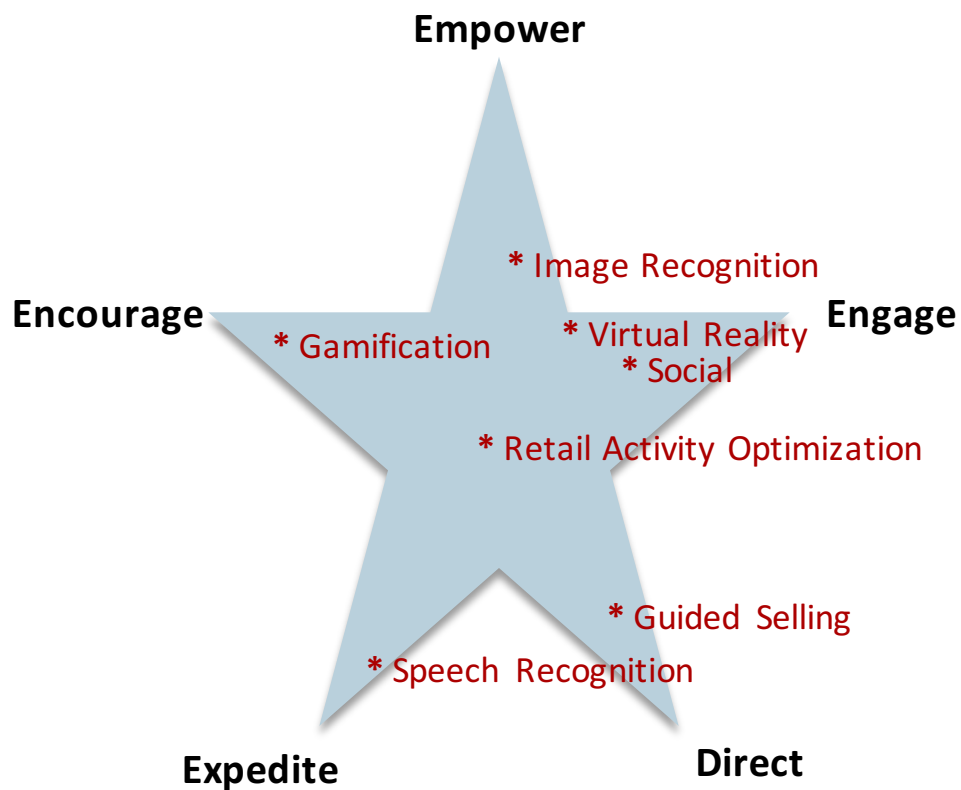 Empower
* Image Recognition
Encourage
Engage
* Gamification
* Virtual Reality
* Social
* Retail Activity Optimization
* Guided Selling
* Speech Recognition
Expedite
Direct